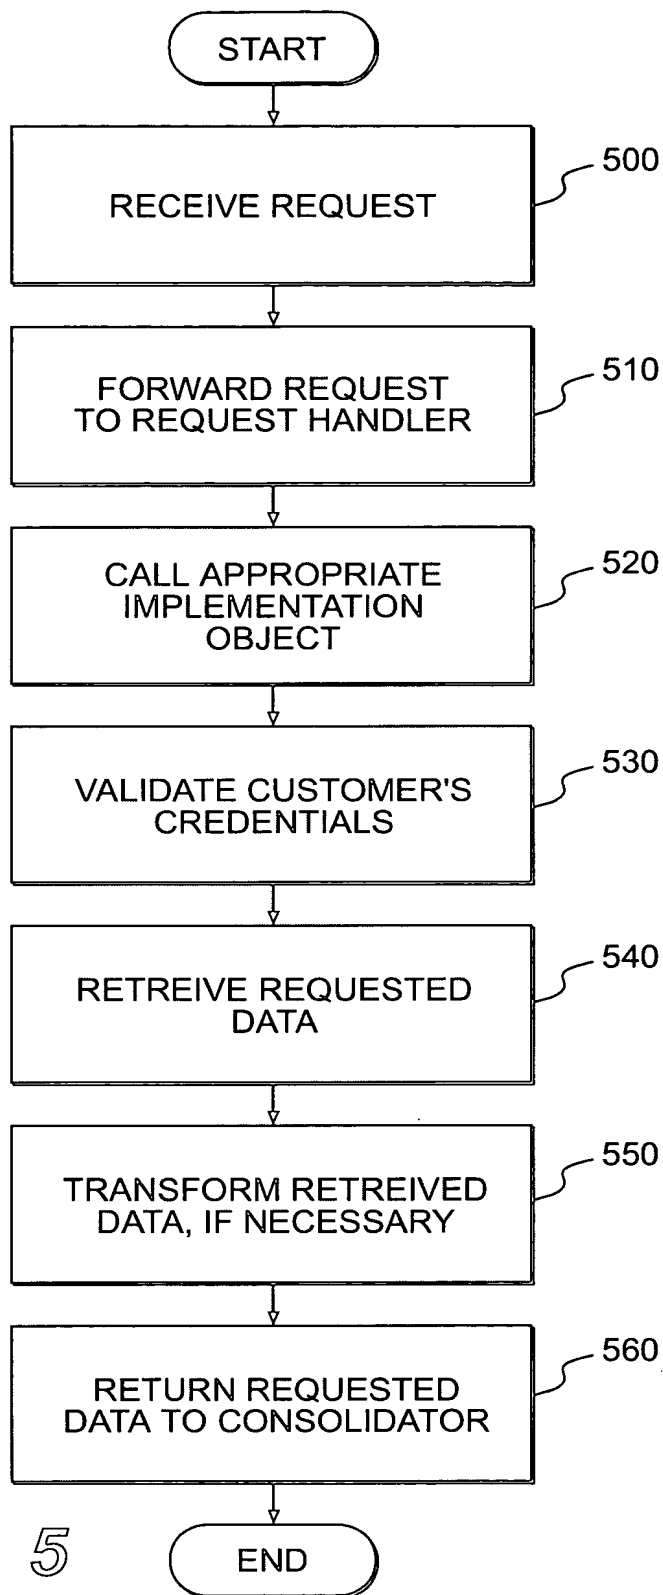 START
RECEIVE REQUEST
500
FORWARD REQUEST
TO REQUEST HANDLER
510
CALL APPROPRIATE
IMPLEMENTATION
OBJECT
520
VALIDATE CUSTOMER'S
CREDENTIALS
530
RETREIVE REQUESTED
DATA
540
TRANSFORM RETREIVED
DATA, IF NECESSARY
550
RETURN REQUESTED
DATA TO CONSOLIDATOR
560
5
END